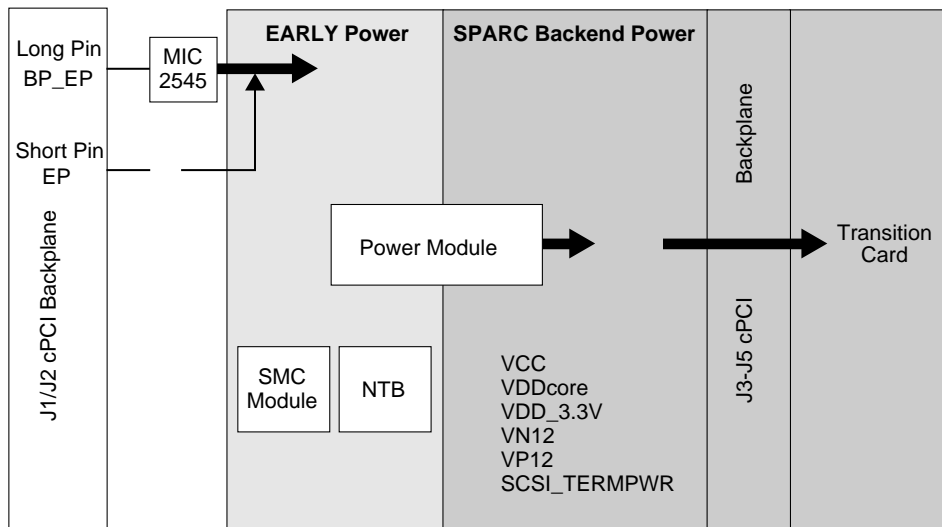 EARLY Power
SPARC Backend Power
Long Pin
BP_EP
MIC
2545
Short Pin
EP
J1/J2 cPCI Backplane
Power Module
SMC
Module
NTB
VCC
VDDcore
VDD_3.3V
VN12
VP12
SCSI_TERMPWR
J3-J5 cPCI
Backplane
Transition
Card